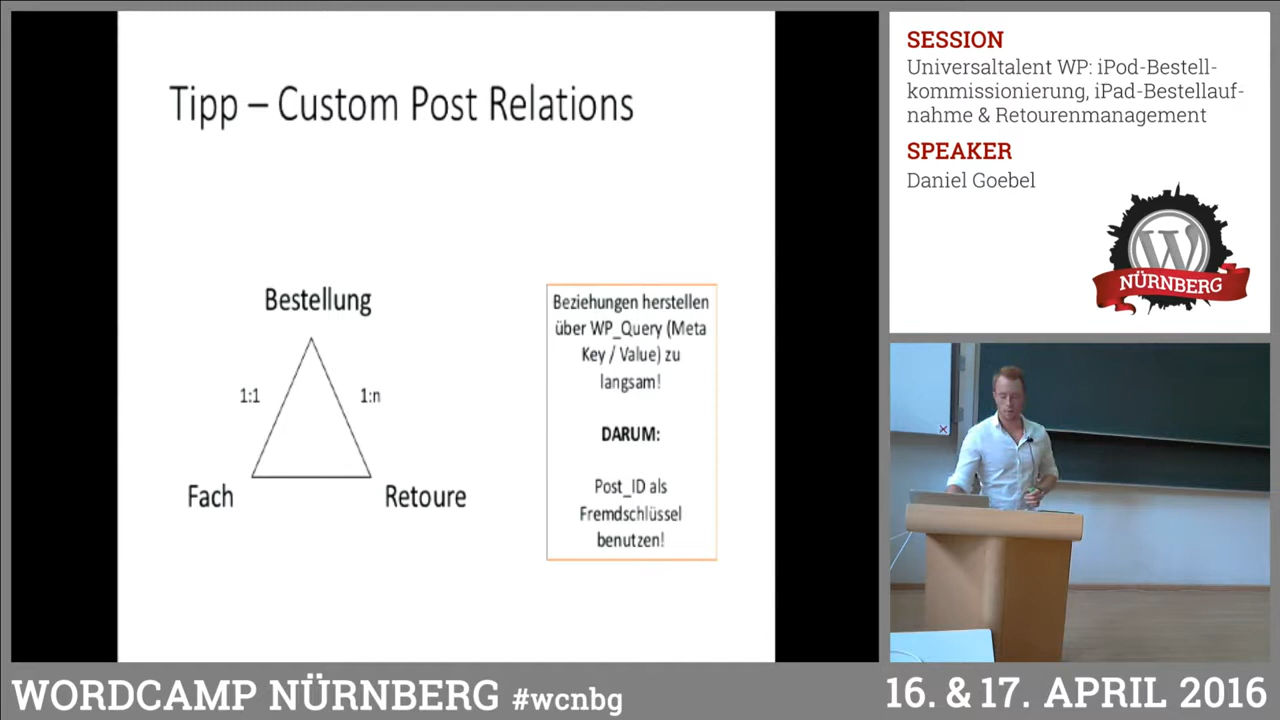 Tipp – Custom Post Relations
Bestellung
1:1
1:n
Fach
Retoure
Beziehungen herstellen
über WP_Query (Meta
Key / Value) zu
langsam!
DARUM:
Post_ID als
Fremdschlüssel
benutzen!
SESSION
Universaltalent WP: iPod-Bestell-
kommissionierung, iPad-Bestellauf-
nahme & Retourenmanagement
SPEAKER
Daniel Goebel
W
NÜRNBERG
WORDCAMP NÜRNBERG #wcnbg
16. & 17. APRIL 2016